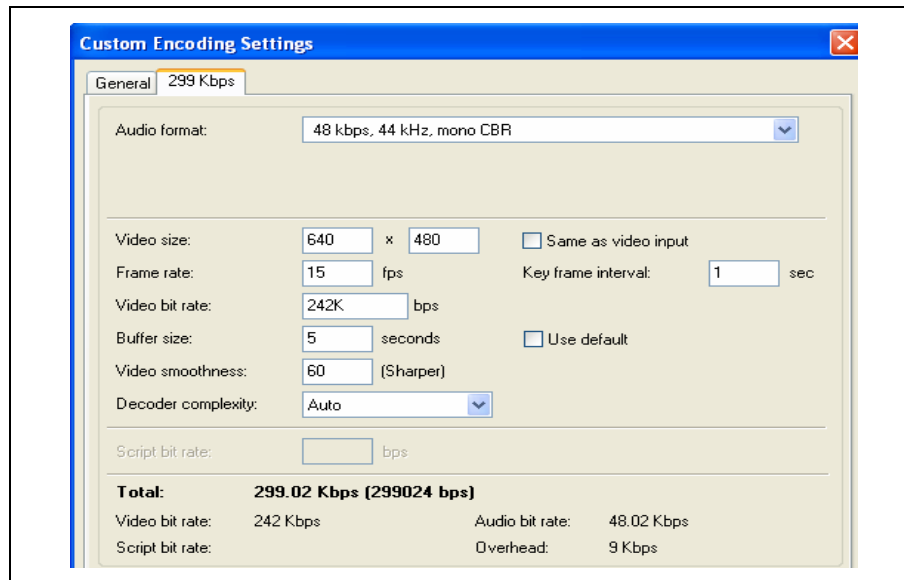 Custom Encoding Settings
General 299 Kbps
Audio format: 48 kbps, 44 kHz, mono CBR
Video size: 640 x 480 Same as video input
Frame rate: 15 fps Key frame interval: 1 sec
Video bit rate: 242K bps
Buffer size: 5 seconds Use default
Video smoothness: 60 (Sharper)
Decoder complexity: Auto
Script bit rate: bps
Total: 299.02 Kbps (299024 bps)
Video bit rate: 242 Kbps Audio bit rate: 48.02 Kbps
Script bit rate: Overhead: 9 Kbps